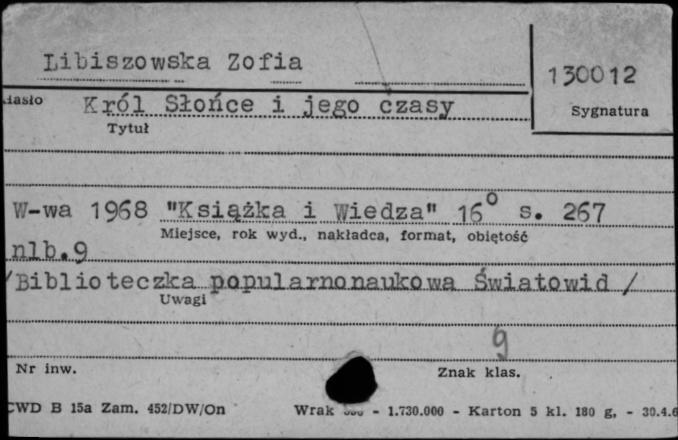 Libiszowska Zofia
130012
Sygnatura
Hasło Król Słońce i jego czasy
Tytuł
W-wa 1968 "Książka i Wiedza" 16° s. 267
Miejsce, rok wyd., nakładca, format, objętość
nlb.9
/Biblioteczka popularnonaukowa Światowid /
Uwagi
9
Nr inw.
Znak klas.
CWD B 15a Zam. 452/DW/On Wrak - 1.730.000 - Karton 5 kl. 180 g, - 30.4.6